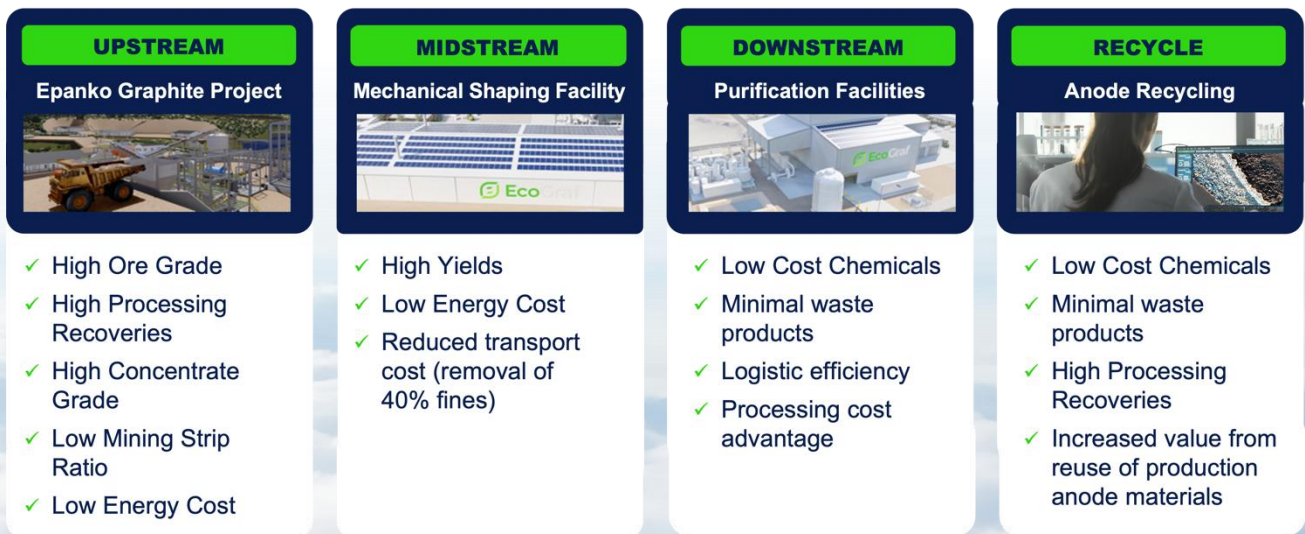 UPSTREAM
Epanko Graphite Project
High Ore Grade
High Processing
Recoveries
High Concentrate
Grade
Low Mining Strip
Ratio
Low Energy Cost
MIDSTREAM
Mechanical Shaping Facility
EcoGraf
High Yields
Low Energy Cost
Reduced transport
cost (removal of
40% fines)
DOWNSTREAM
Purification Facilities
EcoGraf
Low Cost Chemicals
Minimal waste
products
Logistic efficiency
Processing cost
advantage
RECYCLE
Anode Recycling
Low Cost Chemicals
Minimal waste
products
High Processing
Recoveries
Increased value from
reuse of production
anode materials